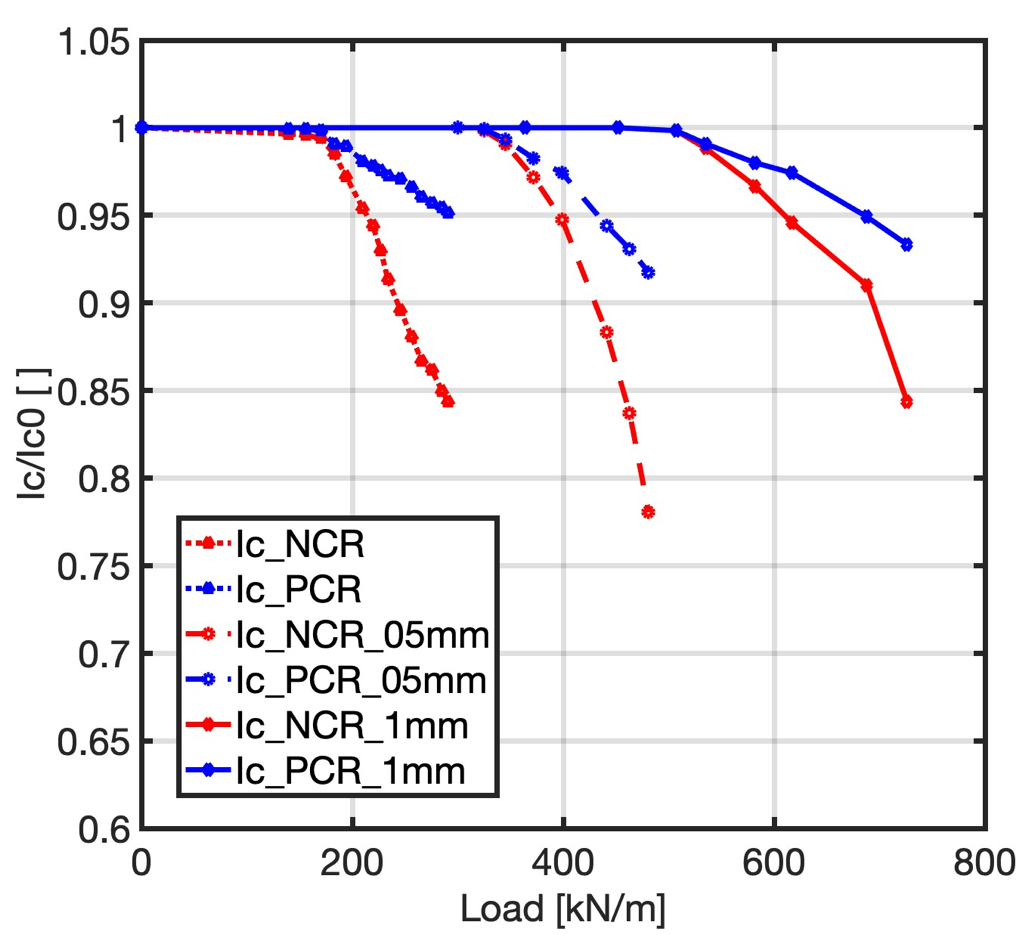 1.05
1
0.95
0.9
0.85
0.8
0.75
0.7
0.65
0.6
Ic/Ic0 [ ]
Ic_NCR
Ic_PCR
Ic_NCR_05mm
Ic_PCR_05mm
Ic_NCR_1mm
Ic_PCR_1mm
0 200 400 600 800
Load [kN/m]